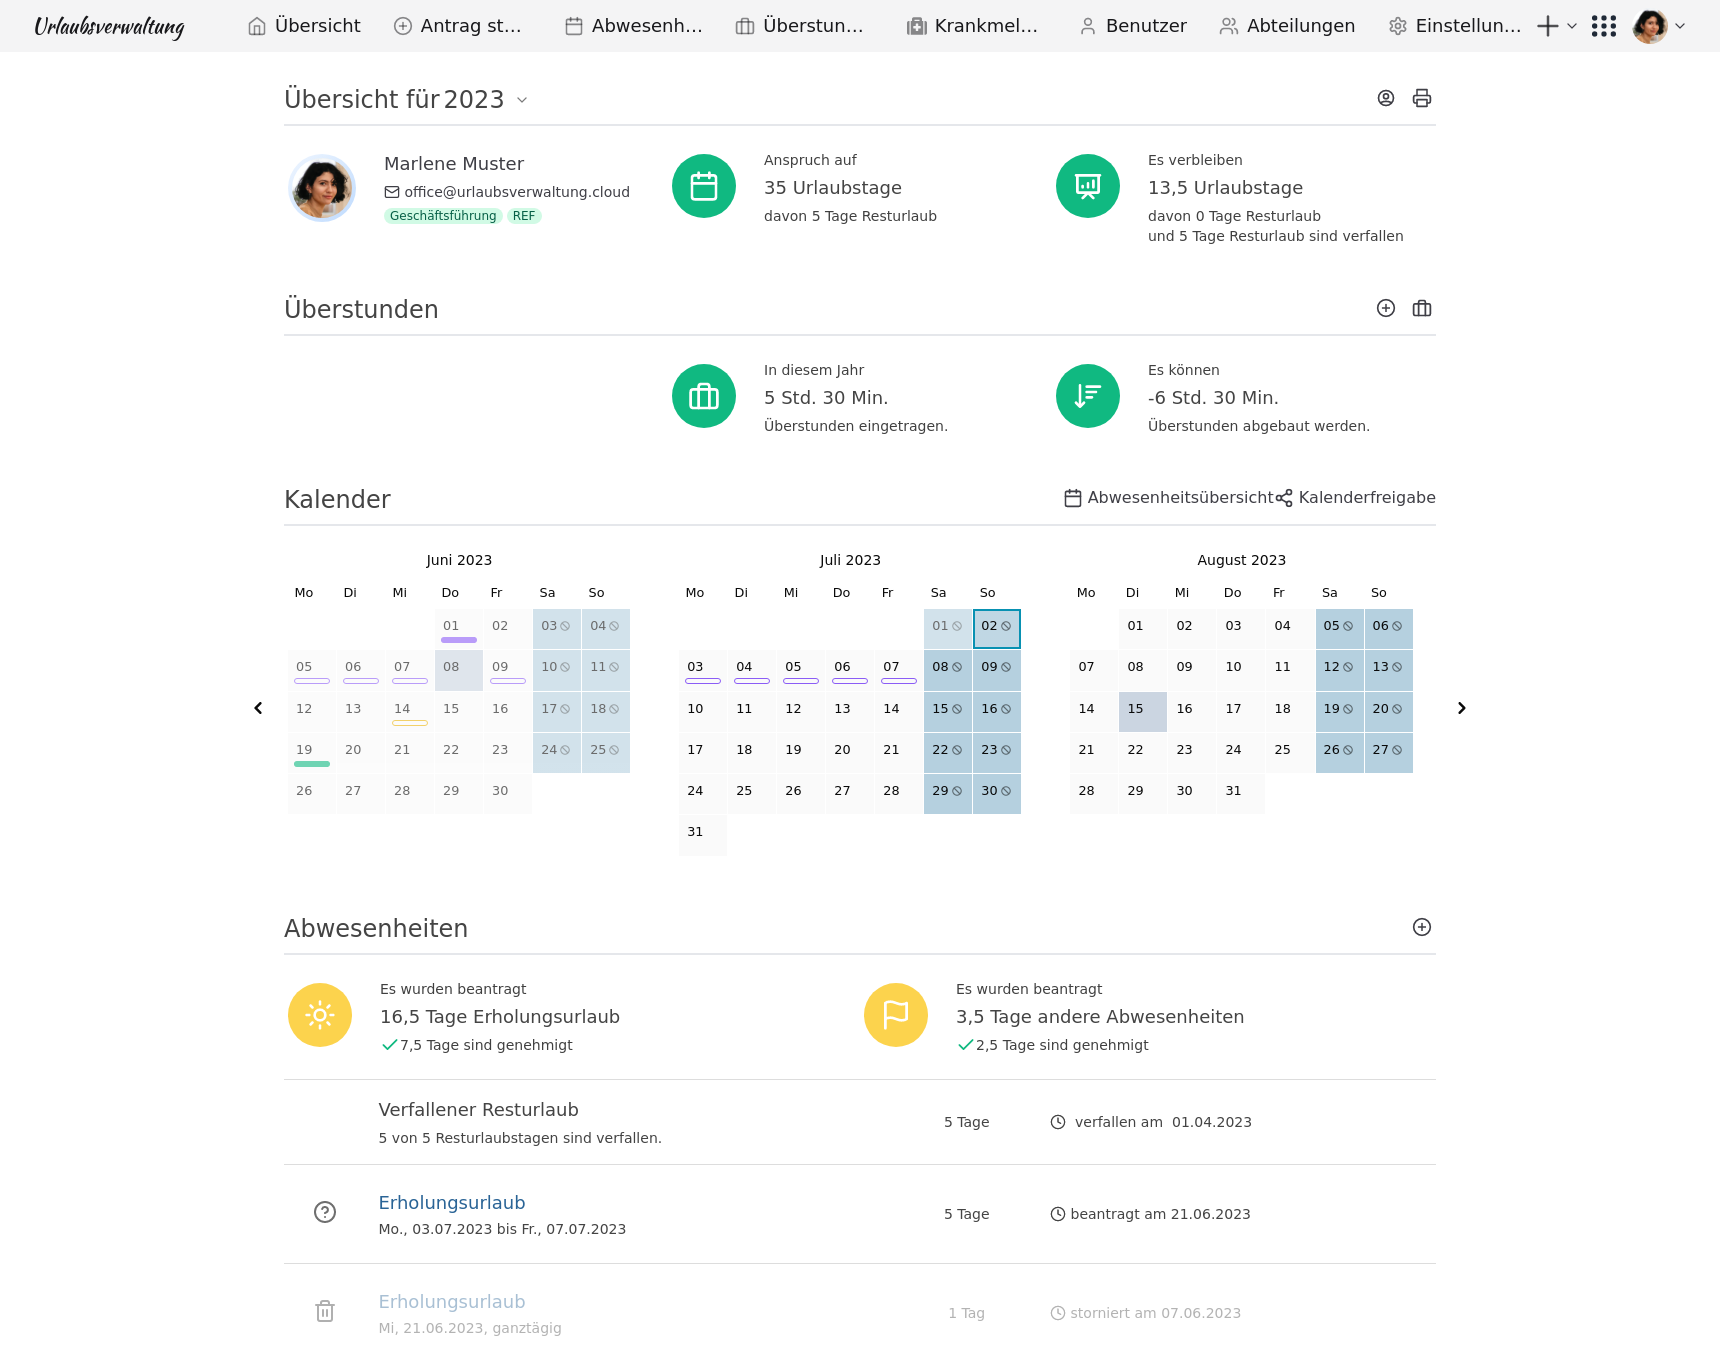 Urlaubsverwaltung Übersicht Antrag st… Abwesenh… Überstun… Krankmel… Benutzer Abteilungen Einstellun…
Übersicht für 2023
Marlene Muster
office@urlaubsverwaltung.cloud
Geschäftsführung REF
Anspruch auf
35 Urlaubstage
davon 5 Tage Resturlaub
Es verbleiben
13,5 Urlaubstage
davon 0 Tage Resturlaub
und 5 Tage Resturlaub sind verfallen
Überstunden
In diesem Jahr
5 Std. 30 Min.
Überstunden eingetragen.
Es können
-6 Std. 30 Min.
Überstunden abgebaut werden.
Kalender
Abwesenheitsübersicht Kalenderfreigabe
Juni 2023
Mo Di Mi Do Fr Sa So
01 02 03 04
05 06 07 08 09 10 11
12 13 14 15 16 17 18
19 20 21 22 23 24 25
26 27 28 29 30
Juli 2023
Mo Di Mi Do Fr Sa So
01 02
03 04 05 06 07 08 09
10 11 12 13 14 15 16
17 18 19 20 21 22 23
24 25 26 27 28 29 30
31
August 2023
Mo Di Mi Do Fr Sa So
01 02 03 04 05 06
07 08 09 10 11 12 13
14 15 16 17 18 19 20
21 22 23 24 25 26 27
28 29 30 31
Abwesenheiten
Es wurden beantragt
16,5 Tage Erholungsurlaub
7,5 Tage sind genehmigt
Es wurden beantragt
3,5 Tage andere Abwesenheiten
2,5 Tage sind genehmigt
Verfallener Resturlaub
5 von 5 Resturlaubstagen sind verfallen.
5 Tage
verfallen am 01.04.2023
Erholungsurlaub
Mo., 03.07.2023 bis Fr., 07.07.2023
5 Tage
beantragt am 21.06.2023
Erholungsurlaub
Mi, 21.06.2023, ganztägig
1 Tag
storniert am 07.06.2023